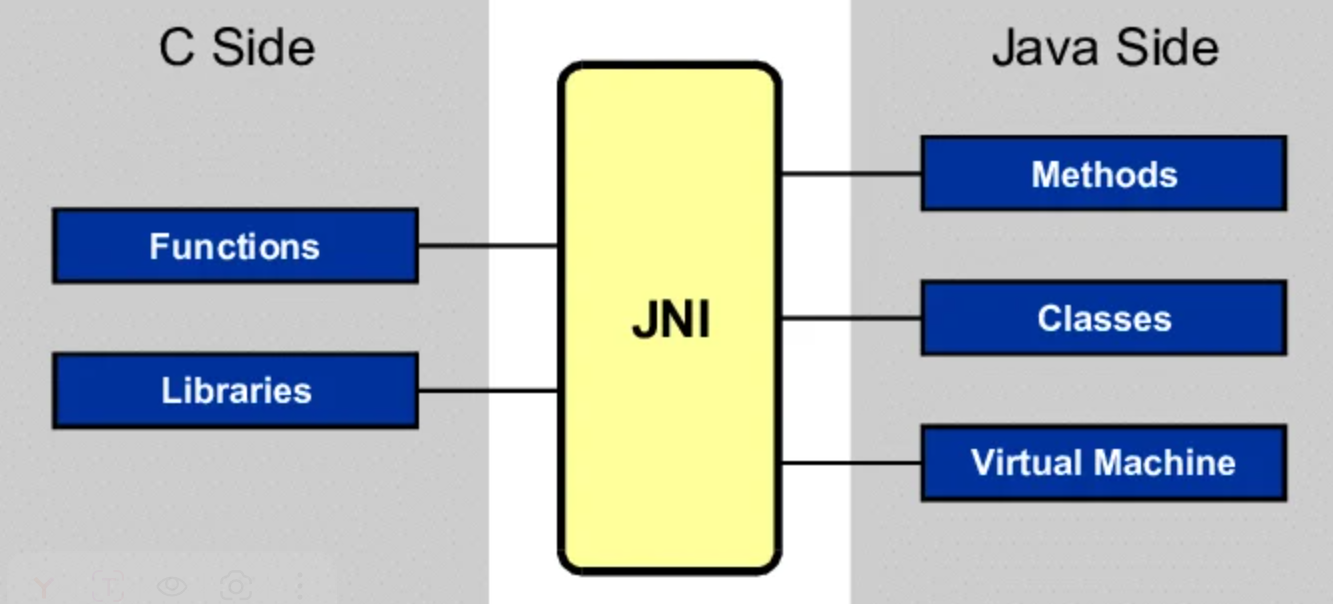 C Side
Functions
Libraries
JNI
Java Side
Methods
Classes
Virtual Machine